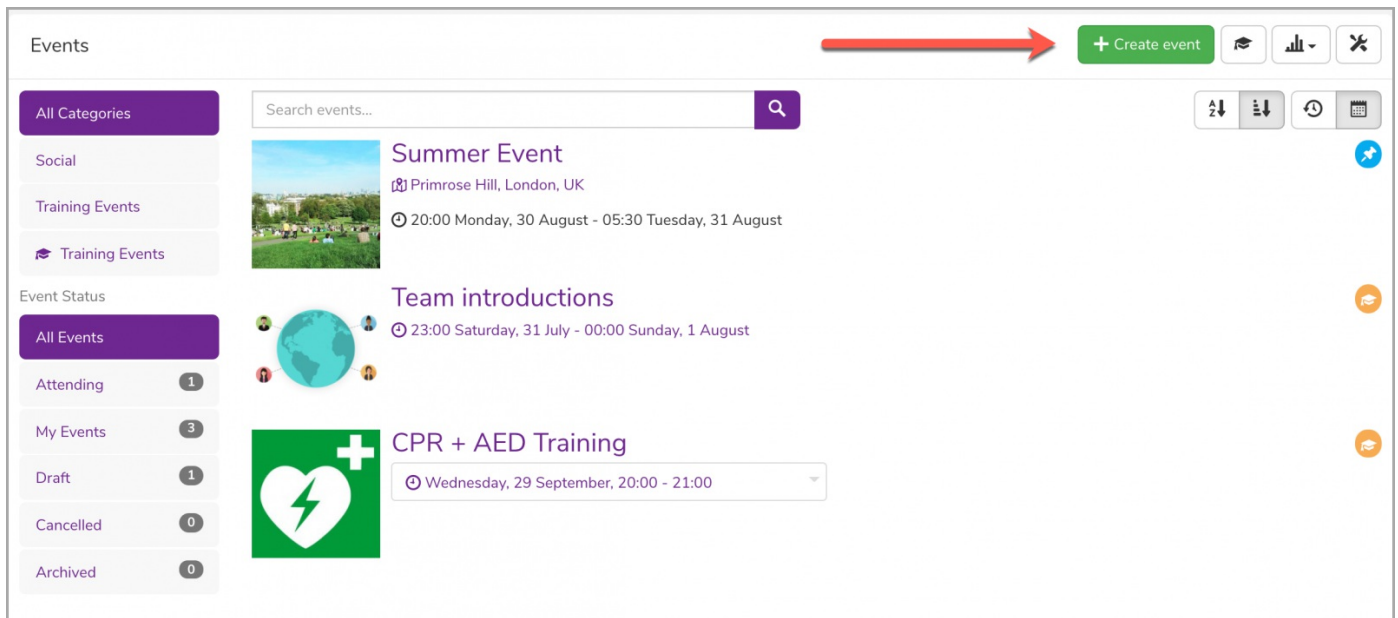 Events
Create event
All Categories
Social
Training Events
Training Events
Event Status
All Events
Attending 1
My Events 3
Draft 1
Cancelled 0
Archived 0
Search events...
A Z
Summer Event
Primrose Hill, London, UK
20:00 Monday, 30 August - 05:30 Tuesday, 31 August
Team introductions
23:00 Saturday, 31 July - 00:00 Sunday, 1 August
CPR + AED Training
Wednesday, 29 September, 20:00 - 21:00